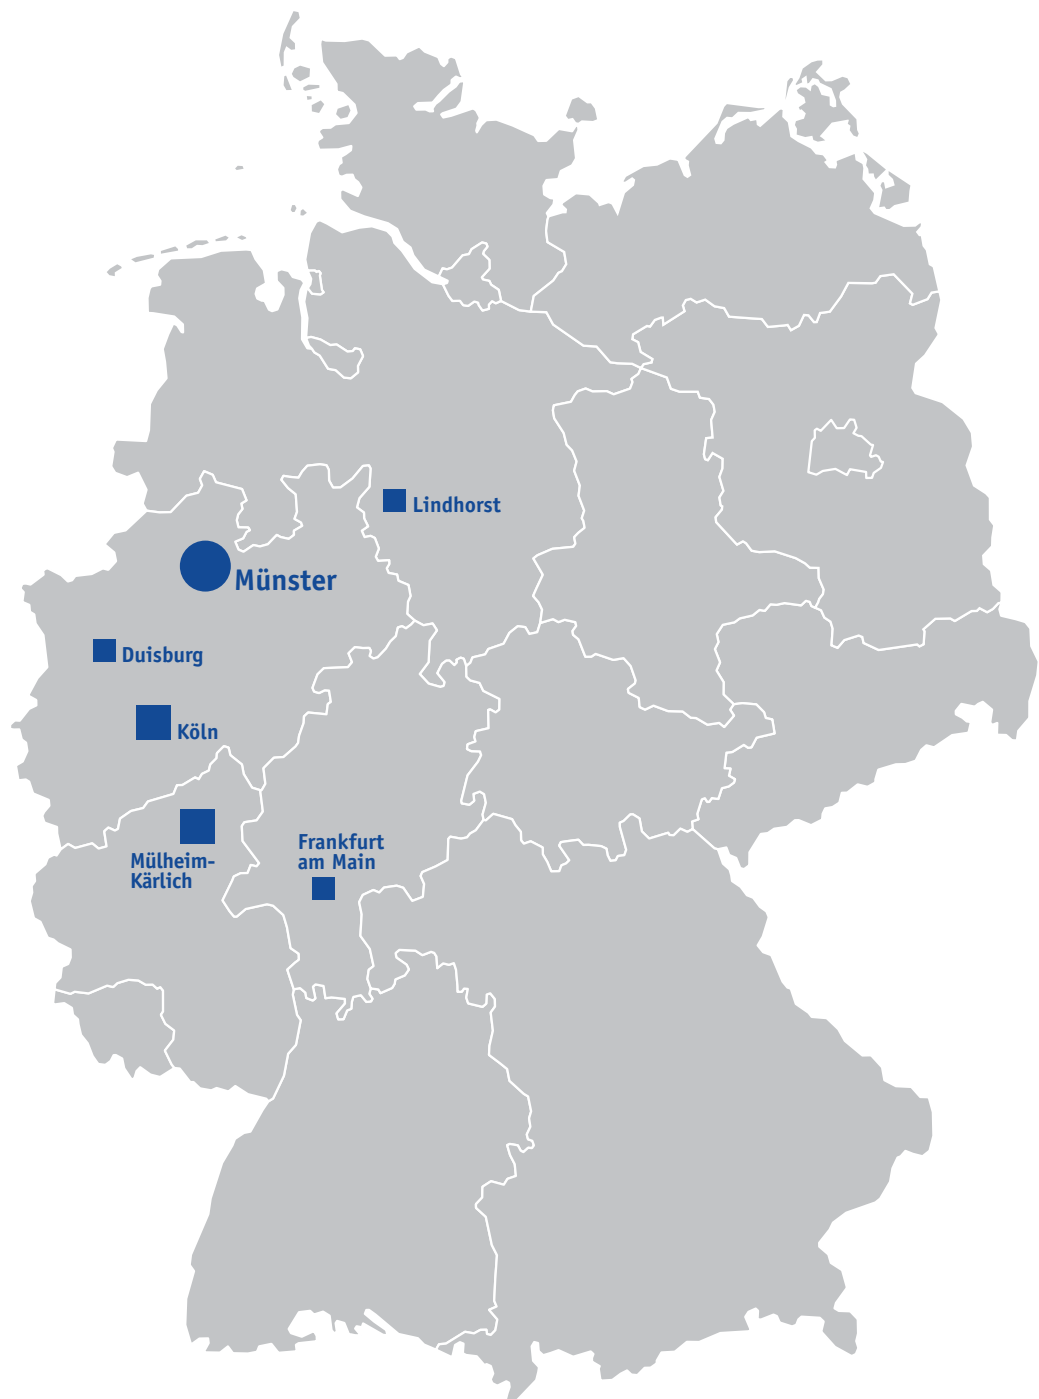 Lindhorst
Münster
Duisburg
Köln
Frankfurt
am Main
Mülheim-
Kärlich